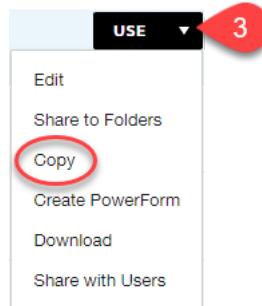 USE ▼ 3
Edit
Share to Folders
Copy
Create PowerForm
Download
Share with Users